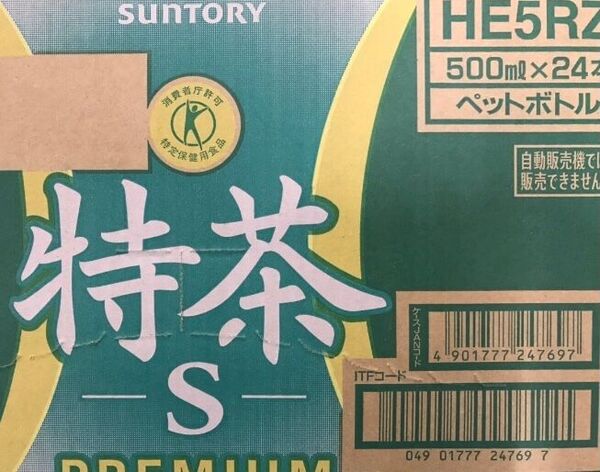 SUNTORY
HE5RZ
500ml×24本
ペットボトル
消費者庁許可
特定保健用食品
自動販売機では
販売できません
特茶
S
PREMIUM
ケースJANコード
4 901777 247697
ITFコード
049 01777 24769 7